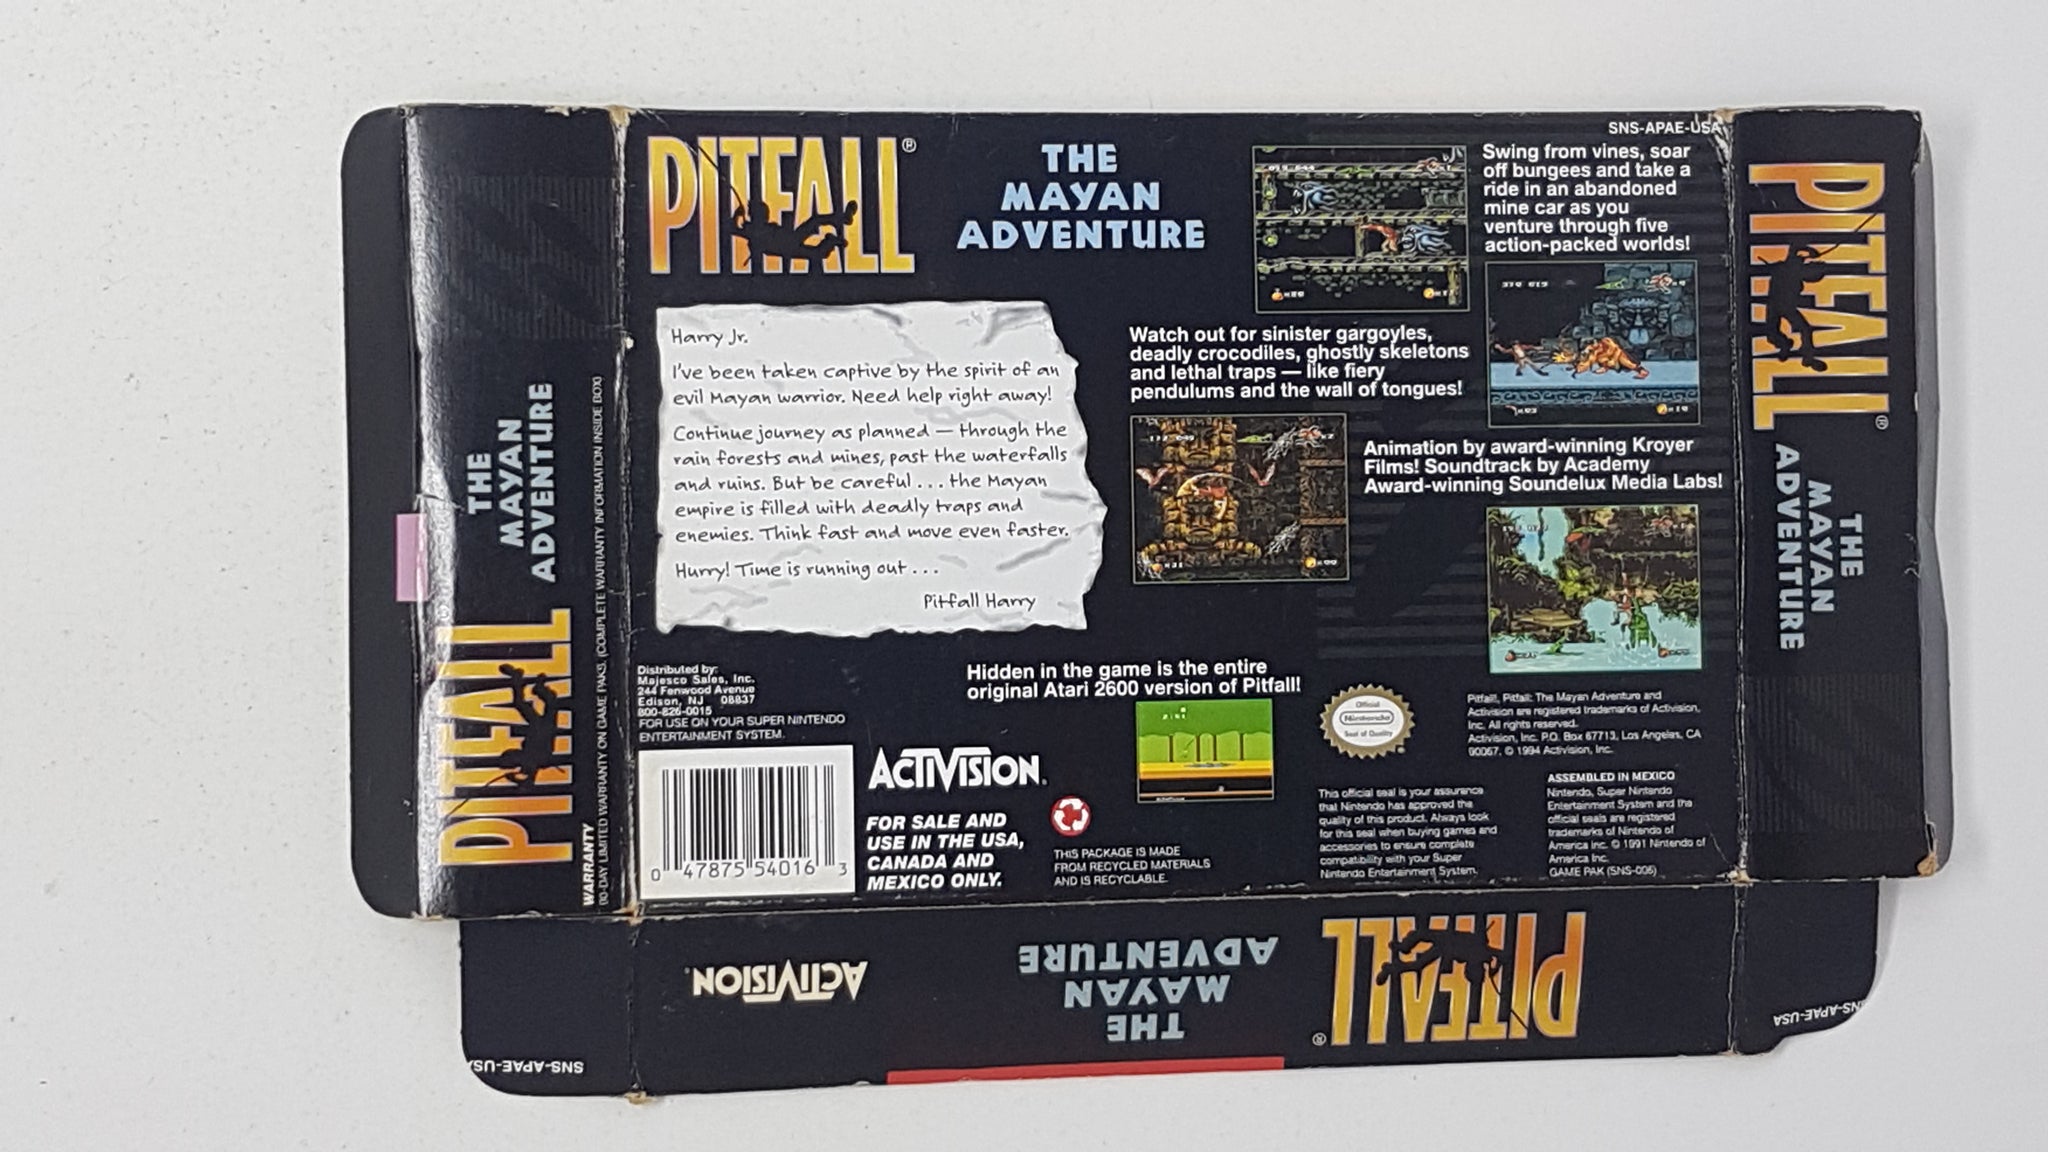 PITFALL®
THE
MAYAN
ADVENTURE
SNS-APAE-USA
Swing from vines, soar
off bungees and take a
ride in an abandoned
mine car as you
venture through five
action-packed worlds!
Harry Jr.
I've been taken captive by the spirit of an
evil Mayan warrior. Need help right away!
Continue journey as planned — through the
rain forests and mines, past the waterfalls
and ruins. But be careful . . . the Mayan
empire is filled with deadly traps and
enemies. Think fast and move even faster.
Hurry! Time is running out . . .
Pitfall Harry
Watch out for sinister gargoyles,
deadly crocodiles, ghostly skeletons
and lethal traps — like fiery
pendulums and the wall of tongues!
Animation by award-winning Kroyer
Films! Soundtrack by Academy
Award-winning Soundelux Media Labs!
Hidden in the game is the entire
original Atari 2600 version of Pitfall!
Distributed by:
Majesco Sales, Inc.
244 Fenwood Avenue
Edison, NJ 08837
800-826-0015
FOR USE ON YOUR SUPER NINTENDO
ENTERTAINMENT SYSTEM.
0 47875 54016 3
ACTIVISION.
FOR SALE AND
USE IN THE USA,
CANADA AND
MEXICO ONLY.
THIS PACKAGE IS MADE
FROM RECYCLED MATERIALS
AND IS RECYCLABLE.
Official
Nintendo
Seal of Quality
This official seal is your assurance
that Nintendo has approved the
quality of this product. Always look
for this seal when buying games and
accessories to ensure complete
compatibility with your Super
Nintendo Entertainment System.
Pitfall!, Pitfall: The Mayan Adventure and
Activision are registered trademarks of Activision,
Inc. All rights reserved.
Activision, Inc. P.O. Box 67713, Los Angeles, CA
90067. © 1994 Activision, Inc.
ASSEMBLED IN MEXICO
Nintendo, Super Nintendo
Entertainment System and the
official seals are registered
trademarks of Nintendo of
America Inc. © 1991 Nintendo of
America Inc.
GAME PAK (SNS-006)
PITFALL®
THE
MAYAN
ADVENTURE
WARRANTY
90-DAY LIMITED WARRANTY ON GAME PAKS. (COMPLETE WARRANTY INFORMATION INSIDE BOX)
PITFALL®
THE
MAYAN
ADVENTURE
PITFALL®
THE
MAYAN
ADVENTURE
ACTIVISION.
SNS-APAE-USA
SNS-APAE-USA